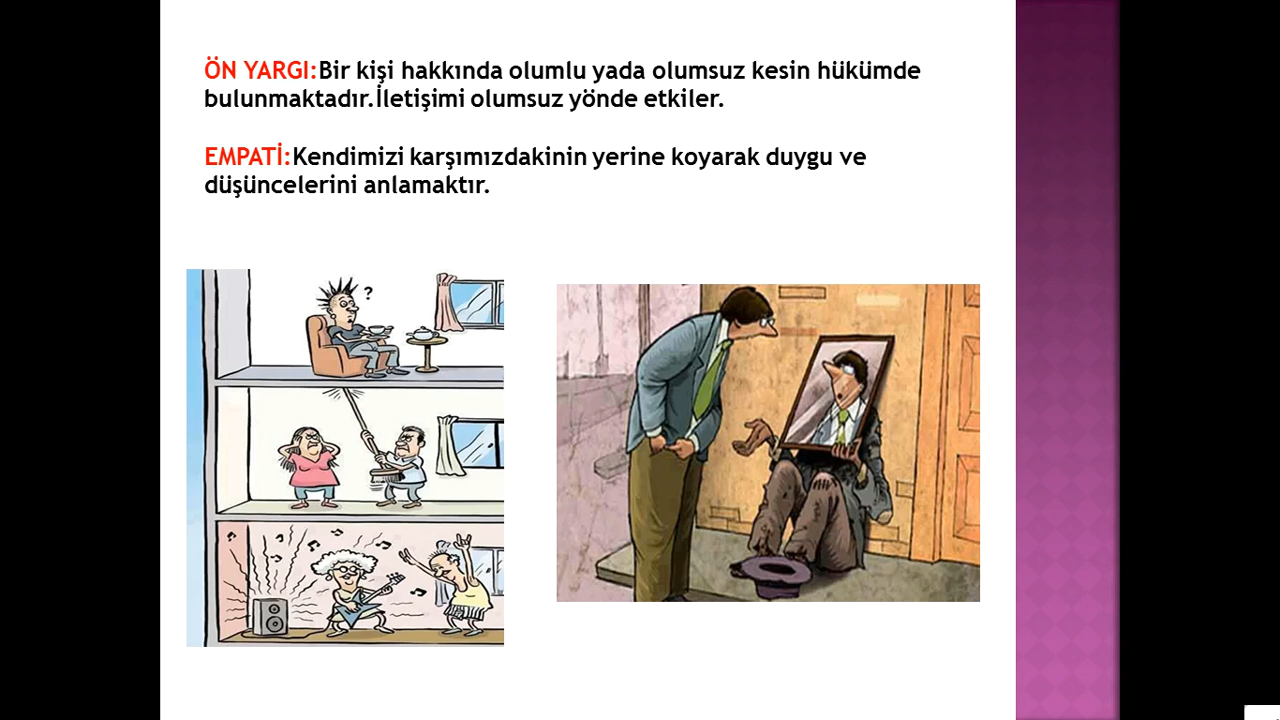 ÖN YARGI:Bir kişi hakkında olumlu yada olumsuz kesin hükümde
bulunmaktadır.İletişimi olumsuz yönde etkiler.
EMPATİ:Kendimizi karşımızdakinin yerine koyarak duygu ve
düşüncelerini anlamaktır.
?